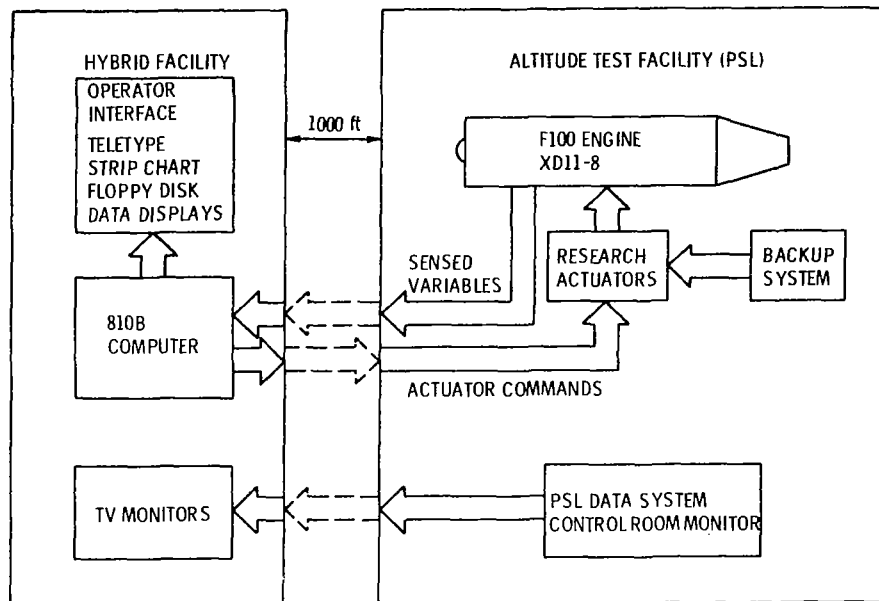 HYBRID FACILITY
OPERATOR
INTERFACE
TELETYPE
STRIP CHART
FLOPPY DISK
DATA DISPLAYS
810B
COMPUTER
TV MONITORS
1000 ft
ALTITUDE TEST FACILITY (PSL)
F100 ENGINE
XD11-8
SENSED
VARIABLES
RESEARCH
ACTUATORS
BACKUP
SYSTEM
ACTUATOR COMMANDS
PSL DATA SYSTEM
CONTROL ROOM MONITOR